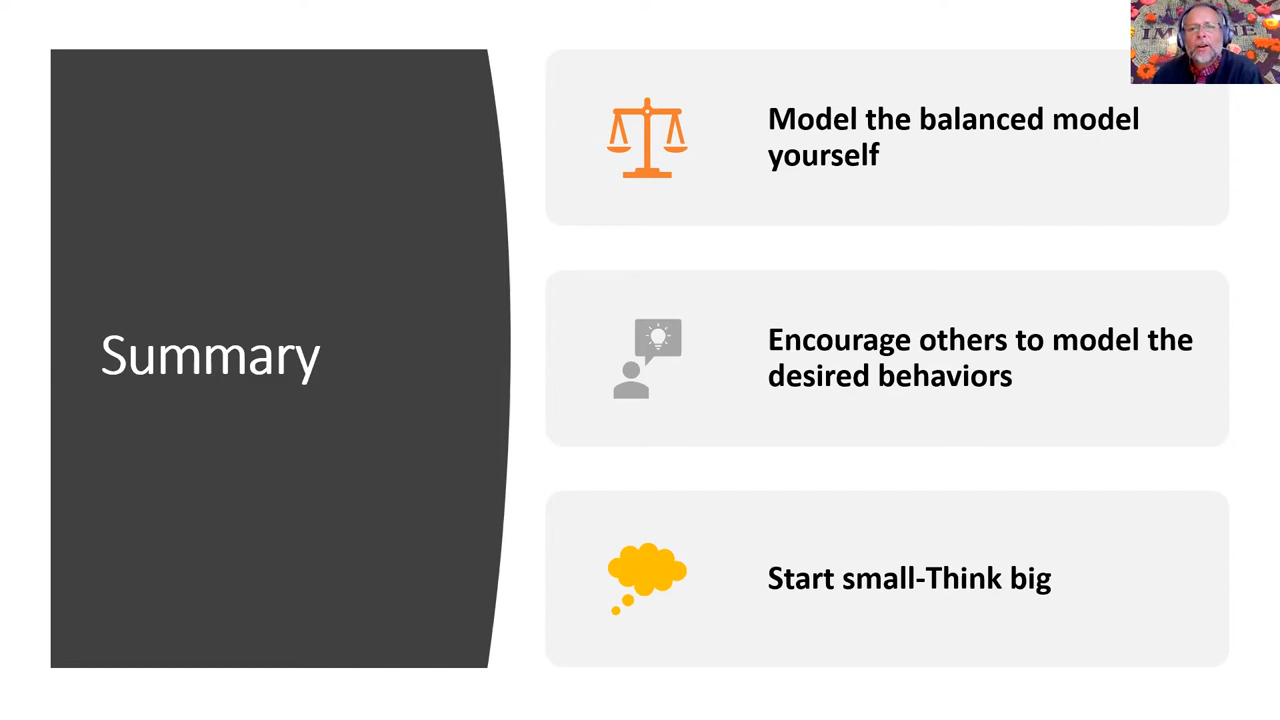 Summary
Model the balanced model
yourself
Encourage others to model the
desired behaviors
Start small-Think big